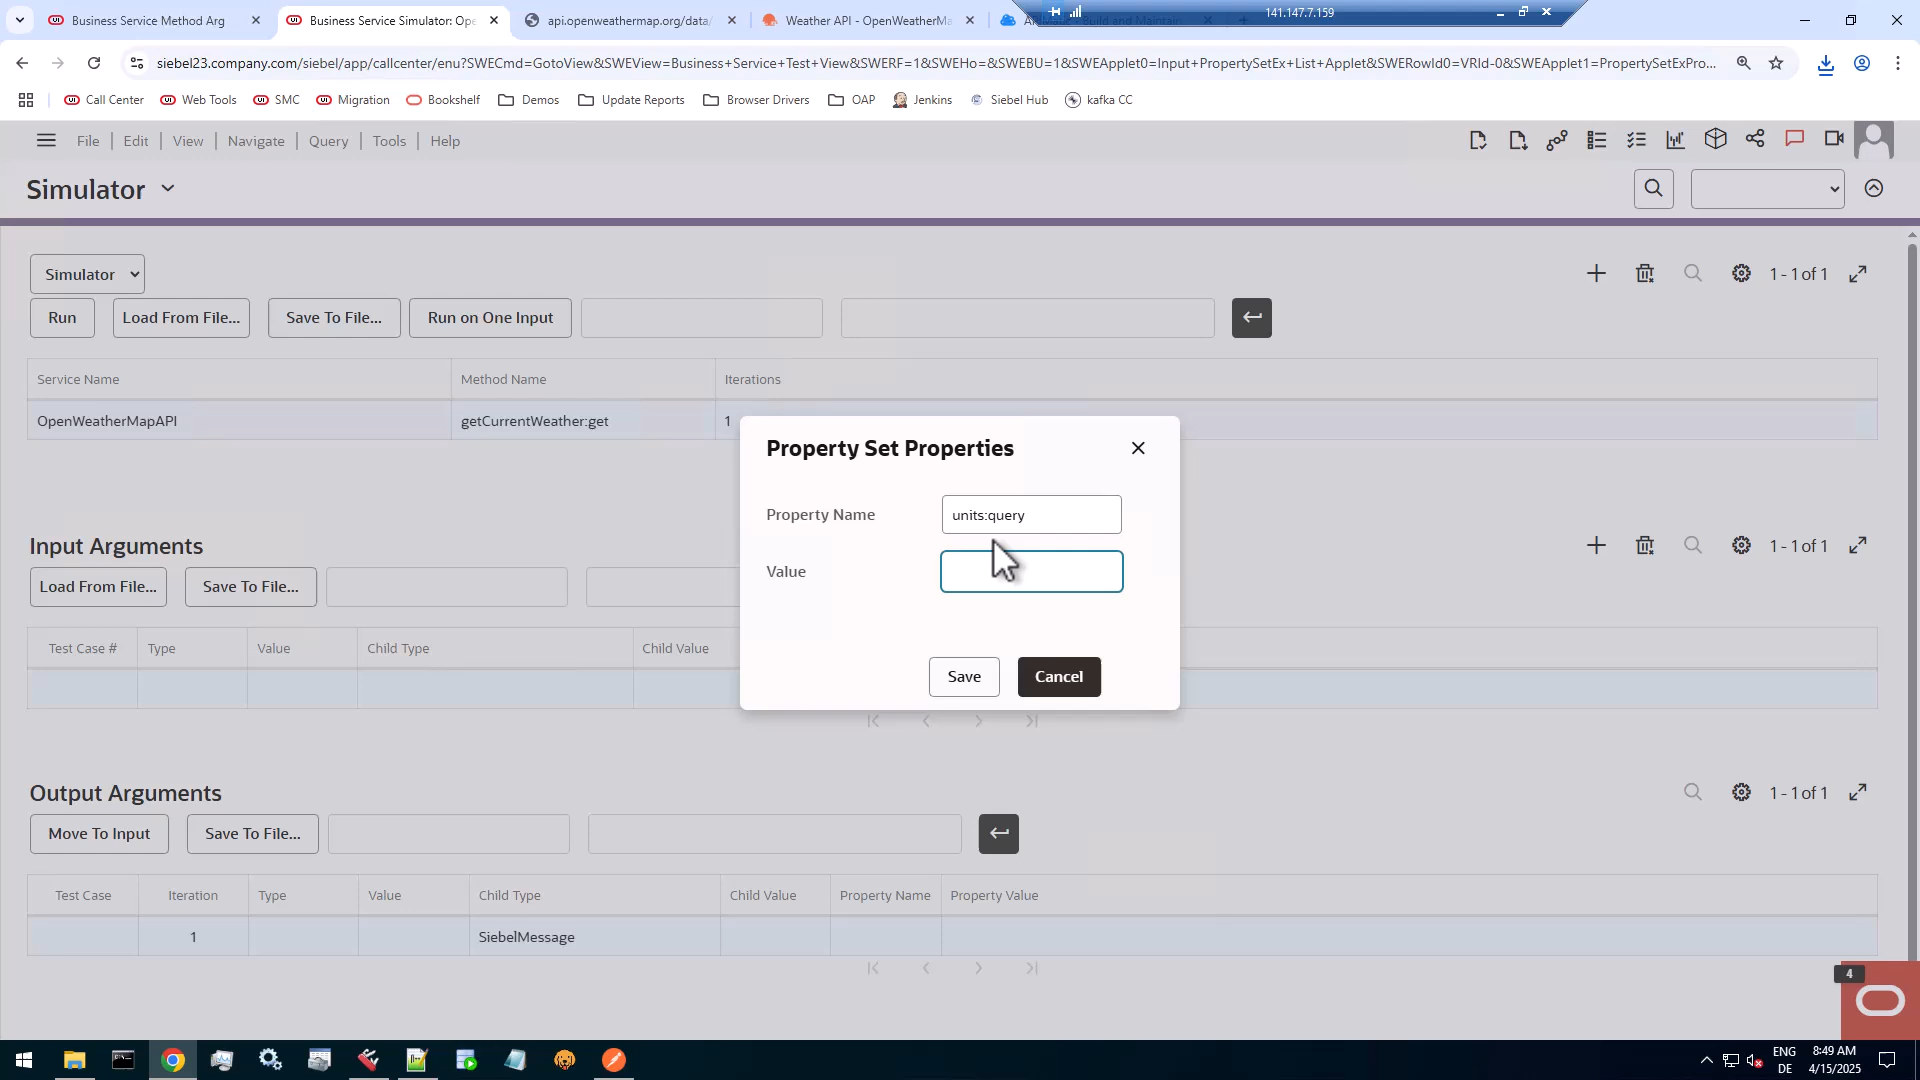 Business Service Method Arg
Business Service Simulator: Ope
api.openweathermap.org/data/
Weather API - OpenWeatherMa
141.147.7.159
siebel23.company.com/siebel/app/callcenter/enu?SWECmd=GotoView&SWEView=Business+Service+Test+View&SWERF=1&SWEHo=&SWEBU=1&SWEApplet0=Input+PropertySetEx+List+Applet&SWERowId0=VRId-0&SWEApplet1=PropertySetExPro...
Call Center
Web Tools
SMC
Migration
Bookshelf
Demos
Update Reports
Browser Drivers
OAP
Jenkins
Siebel Hub
kafka CC
File
Edit
View
Navigate
Query
Tools
Help
Simulator
Simulator
1 - 1 of 1
Run
Load From File...
Save To File...
Run on One Input
Service Name
Method Name
Iterations
OpenWeatherMapAPI
getCurrentWeather:get
1
Property Set Properties
Property Name
units:query
Value
Save
Cancel
Input Arguments
1 - 1 of 1
Load From File...
Save To File...
Test Case #
Type
Value
Child Type
Child Value
Output Arguments
1 - 1 of 1
Move To Input
Save To File...
Test Case
Iteration
Type
Value
Child Type
Child Value
Property Name
Property Value
1
SiebelMessage
4
ENG
DE
8:49 AM
4/15/2025